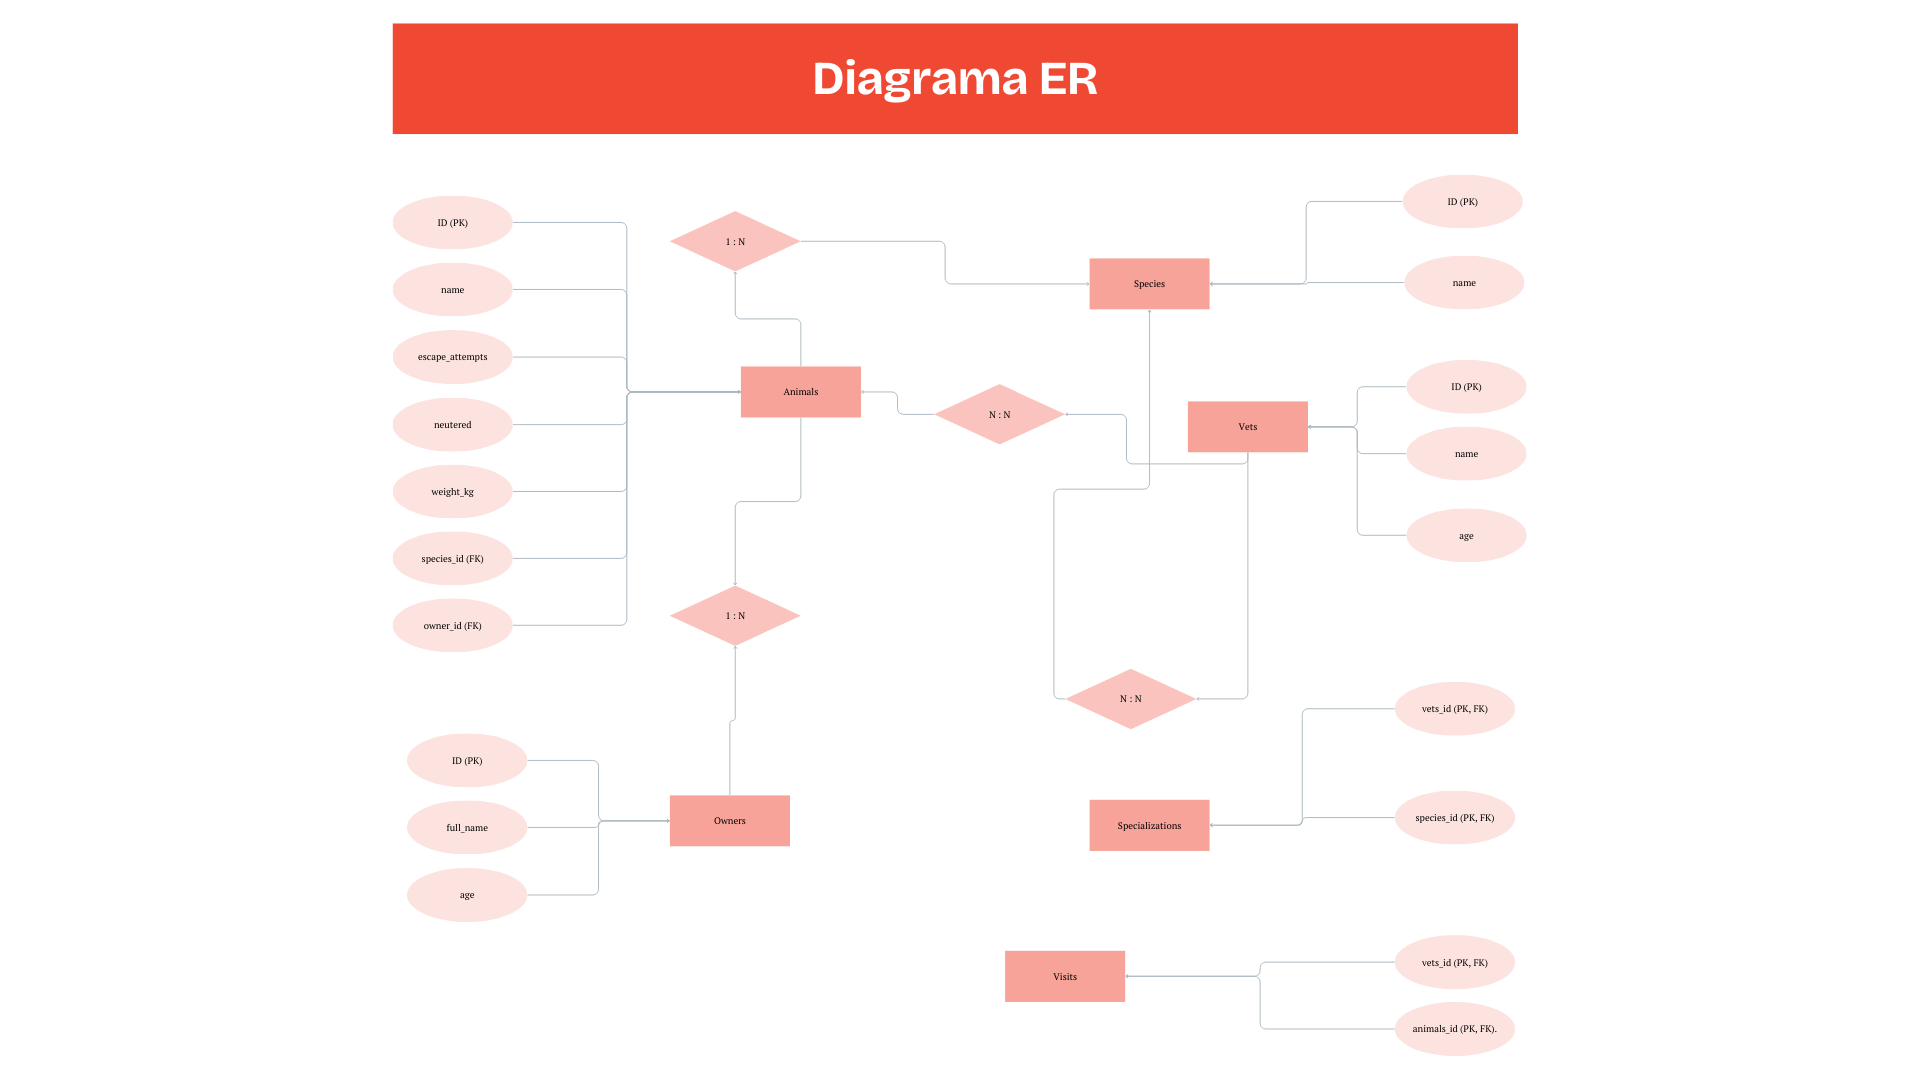 Diagrama ER
ID (PK)
name
escape_attempts
neutered
weight_kg
species_id (FK)
owner_id (FK)
1 : N
Animals
1 : N
N : N
Species
ID (PK)
name
Vets
ID (PK)
name
age
N : N
ID (PK)
full_name
age
Owners
Specializations
vets_id (PK, FK)
species_id (PK, FK)
Visits
vets_id (PK, FK)
animals_id (PK, FK).